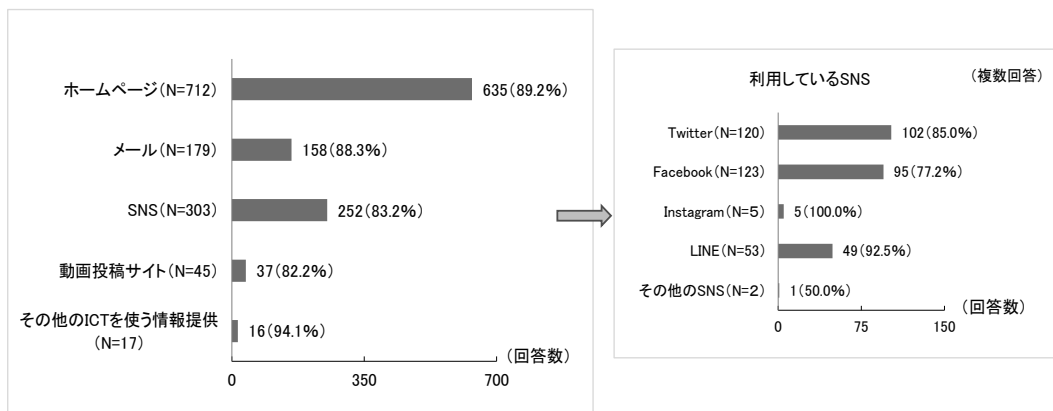 ホームページ(N=712)
635(89.2%)
メール(N=179)
158(88.3%)
SNS(N=303)
252(83.2%)
動画投稿サイト(N=45)
37(82.2%)
その他のICTを使う情報提供
(N=17)
16(94.1%)
(回答数)
0
350
700
利用しているSNS
(複数回答)
Twitter(N=120)
102(85.0%)
Facebook(N=123)
95(77.2%)
Instagram(N=5)
5(100.0%)
LINE(N=53)
49(92.5%)
その他のSNS(N=2)
1(50.0%)
(回答数)
0
75
150